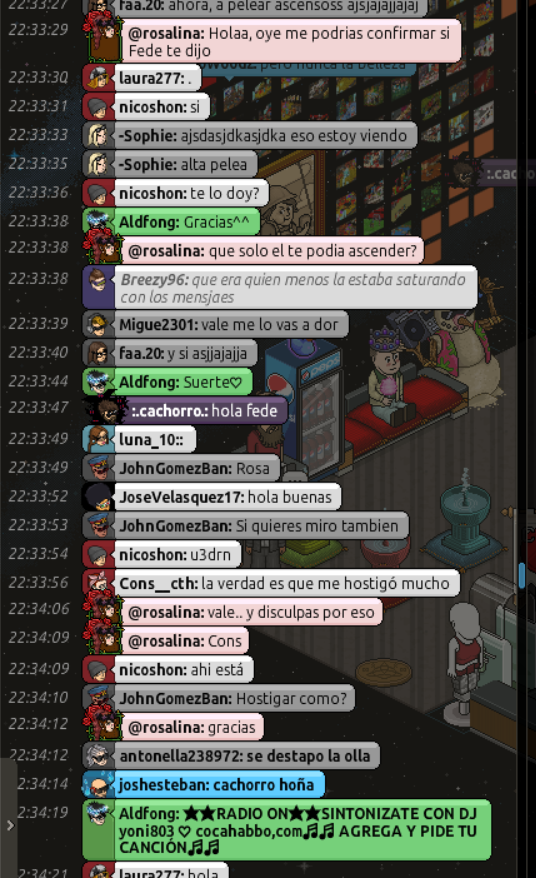 22:33:27 faa.20: ahora, a pelear ascensoss ajsjajajjajaj
22:33:29 @rosalina: Holaa, oye me podrias confirmar si
Fede te dijo
pero nunca la belleza
22:33:30 laura277: .
22:33:31 nicoshon: si
22:33:33 -Sophie: ajsdasjdkasjdka eso estoy viendo
22:33:35 -Sophie: alta pelea
22:33:36 nicoshon: te lo doy?
:.cacho
22:33:38 Aldfong: Gracias^^
22:33:38 @rosalina: que solo el te podia ascender?
22:33:38 Breezy96: que era quien menos la estaba saturando
con los mensjaes
22:33:39 Migue2301: vale me lo vas a dor
22:33:40 faa.20: y si asjjajajja
22:33:44 Aldfong: Suerte♡
22:33:47 :.cachorro.: hola fede
22:33:49 luna_10::
22:33:49 JohnGomezBan: Rosa
22:33:52 JoseVelasquez17: hola buenas
22:33:53 JohnGomezBan: Si quieres miro tambien
22:33:54 nicoshon: u3drn
22:33:56 Cons__cth: la verdad es que me hostigó mucho
22:34:06 @rosalina: vale.. y disculpas por eso
22:34:09 @rosalina: Cons
22:34:09 nicoshon: ahi está
22:34:10 JohnGomezBan: Hostigar como?
22:34:12 @rosalina: gracias
22:34:12 antonella238972: se destapo la olla
22:34:14 joshesteban: cachorro hoña
22:34:19 Aldfong: ★★RADIO ON★★SINTONIZATE CON DJ
yoni803 ♡ cocahabbo,com🎵🎵 AGREGA Y PIDE TU
CANCIÓN🎵🎵
22:34:21 laura277: hola